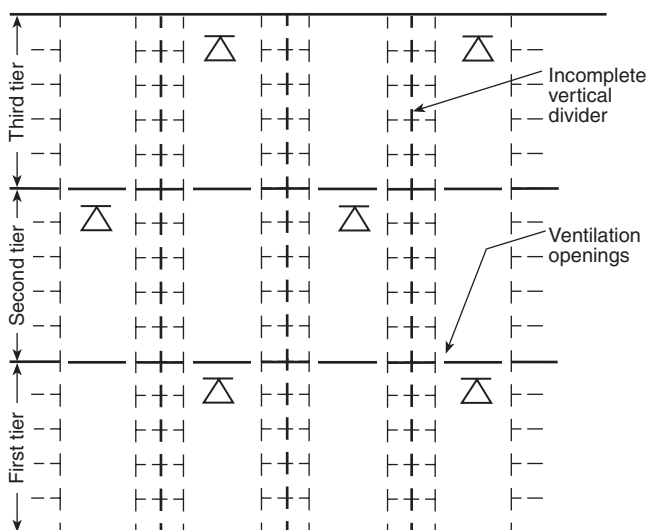 Third tier
Second tier
First tier
Incomplete
vertical
divider
Ventilation
openings